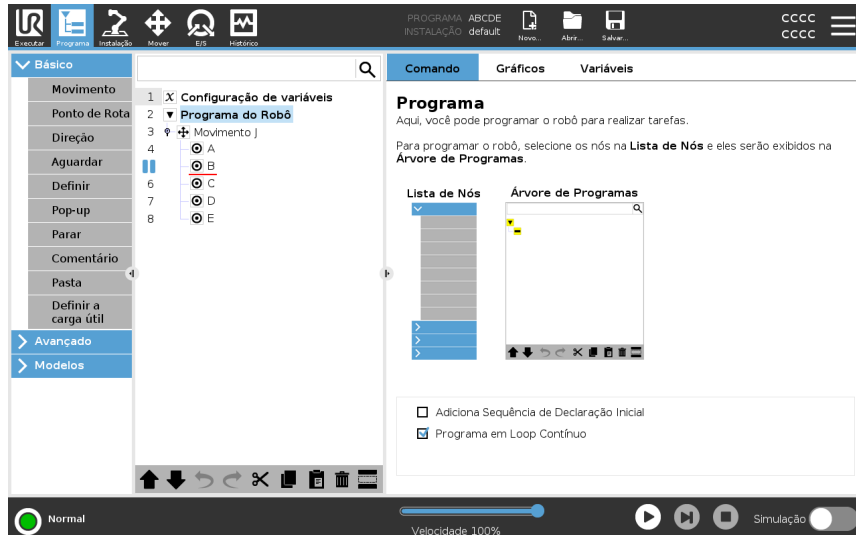 UR
PROGRAMA ABCDE
INSTALAÇÃO default
Executar Programa Instalação Mover E/S Histórico
Novo... Abrir... Salvar...
CCCC
CCCC
Básico
Movimento
Ponto de Rota
Direção
Aguardar
Definir
Pop-up
Parar
Comentário
Pasta
Definir a
carga útil
Avançado
Modelos
1 X Configuração de variáveis
2 Programa do Robô
3 Movimento J
4 A
B
6 C
7 D
8 E
Comando Gráficos Variáveis
Programa
Aqui, você pode programar o robô para realizar tarefas.
Para programar o robô, selecione os nós na Lista de Nós e eles serão exibidos na
Árvore de Programas.
Lista de Nós Árvore de Programas
Adiciona Sequência de Declaração Inicial
Programa em Loop Contínuo
Normal
Velocidade 100%
Simulação